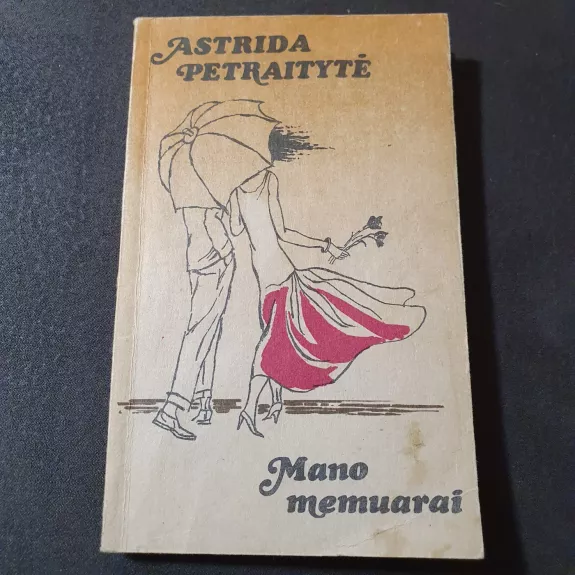 ASTRIDA
PETRAITYTĖ
Mano
memuarai